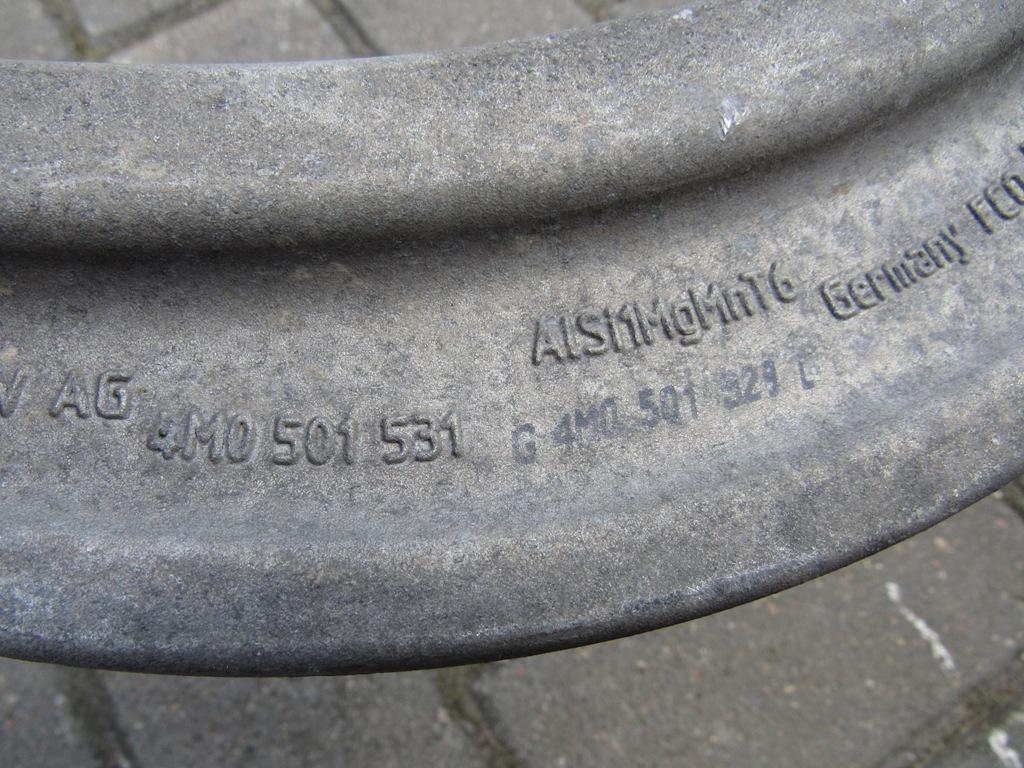 AG
4M0 501 531
G 4M0 501 529 L
AlSi1MgMnT6
Germany